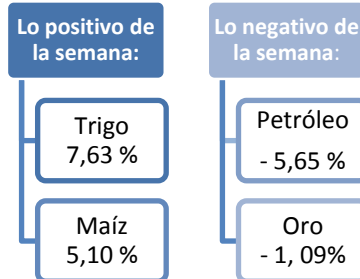 Lo positivo de
la semana:
Trigo
7,63 %
Maíz
5,10 %
Lo negativo de
la semana:
Petróleo
- 5,65 %
Oro
- 1, 09%